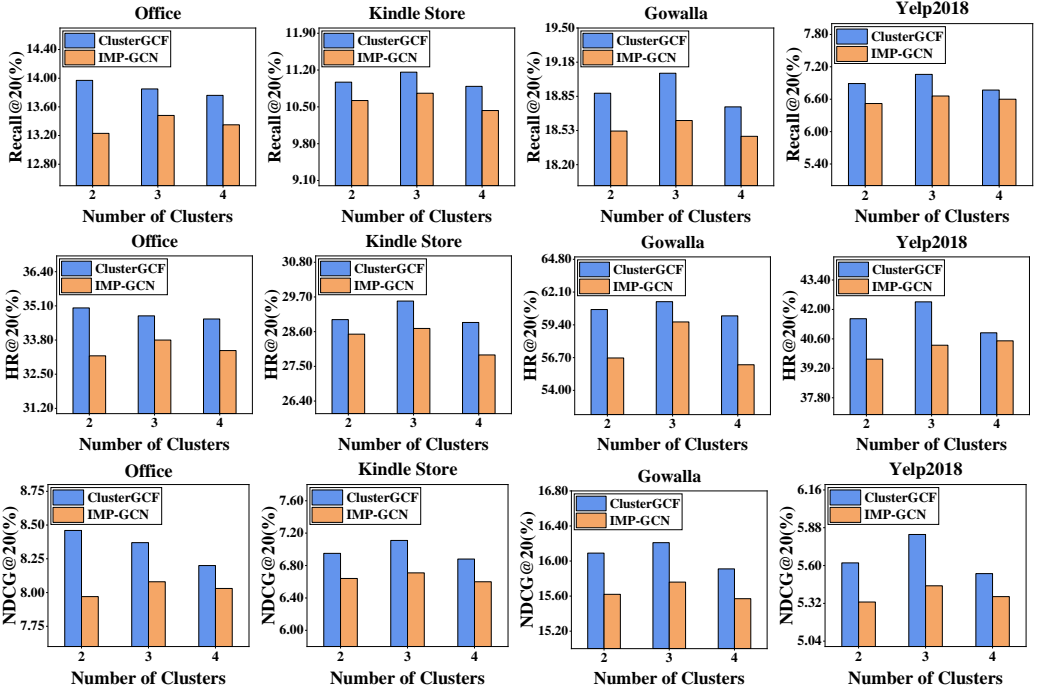 Office
ClusterGCF
IMP-GCN
Recall@20(%)
14.40
14.00
13.60
13.20
12.80
2 3 4
Number of Clusters
Kindle Store
ClusterGCF
IMP-GCN
Recall@20(%)
11.90
11.20
10.50
9.80
9.10
2 3 4
Number of Clusters
Gowalla
ClusterGCF
IMP-GCN
Recall@20(%)
19.50
19.18
18.85
18.53
18.20
2 3 4
Number of Clusters
Yelp2018
ClusterGCF
IMP-GCN
Recall@20(%)
7.80
7.20
6.60
6.00
5.40
2 3 4
Number of Clusters
Office
ClusterGCF
IMP-GCN
HR@20(%)
36.40
35.10
33.80
32.50
31.20
2 3 4
Number of Clusters
Kindle Store
ClusterGCF
IMP-GCN
HR@20(%)
30.80
29.70
28.60
27.50
26.40
2 3 4
Number of Clusters
Gowalla
ClusterGCF
IMP-GCN
HR@20(%)
64.80
62.10
59.40
56.70
54.00
2 3 4
Number of Clusters
Yelp2018
ClusterGCF
IMP-GCN
HR@20(%)
43.40
42.00
40.60
39.20
37.80
2 3 4
Number of Clusters
Office
ClusterGCF
IMP-GCN
NDCG@20(%)
8.75
8.50
8.25
8.00
7.75
2 3 4
Number of Clusters
Kindle Store
ClusterGCF
IMP-GCN
NDCG@20(%)
7.60
7.20
6.80
6.40
6.00
2 3 4
Number of Clusters
Gowalla
ClusterGCF
IMP-GCN
NDCG@20(%)
16.80
16.40
16.00
15.60
15.20
2 3 4
Number of Clusters
Yelp2018
ClusterGCF
IMP-GCN
NDCG@20(%)
5.16
5.88
5.60
5.32
5.04
2 3 4
Number of Clusters